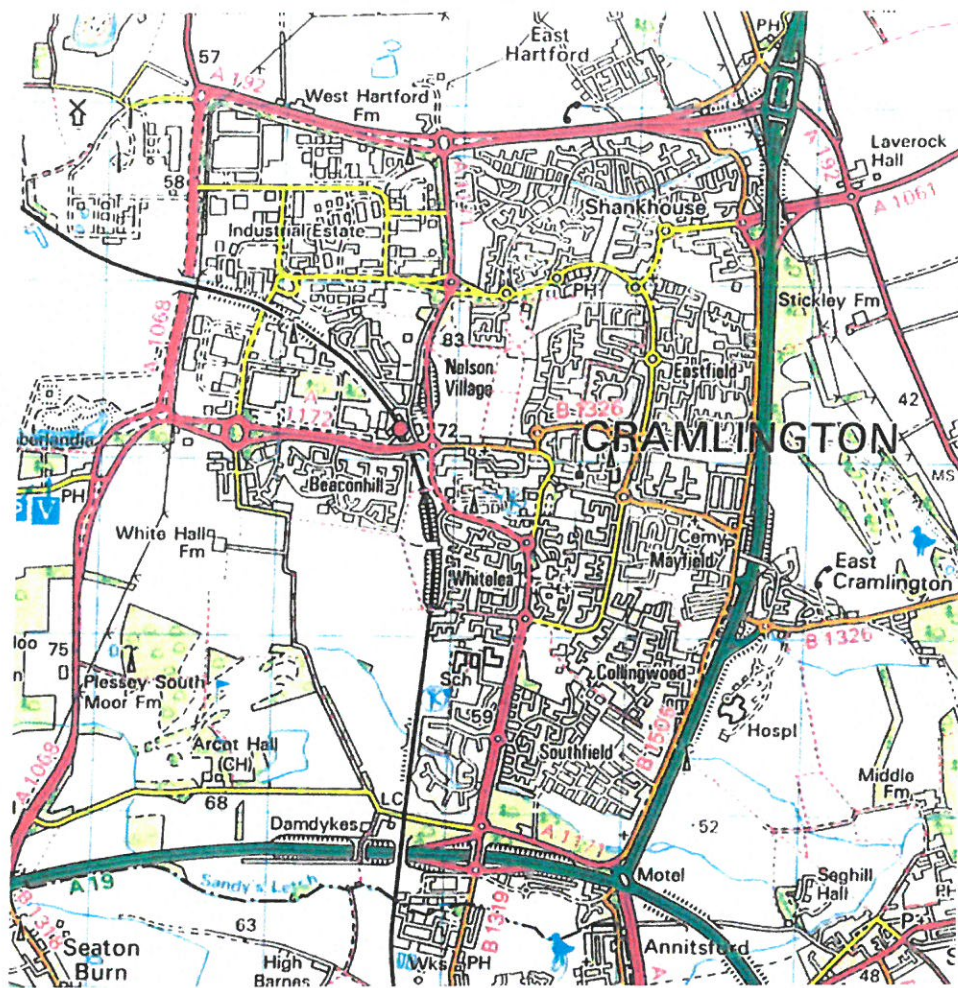 PH
57
A 192
East
Hartford
West Hartford
Fm
Laverock
Hall
A 192
58
A 1061
Shankhouse
Industrial Estate
PH
Stickley Fm
A 1068
83
Nelson
Village
Eastfield
A
1172
B 1326
42
72
CRAMLINGTON
Beaconhill
MS
PH
V
White Hall
Fm
Cemy
Mayfield
East
Cramlington
Whitelea
B 1326
75
Plessey South
Moor Fm
Sch
Collingwood
59
Hospl
Arcot Hall
(CH)
Southfield
B 1505
A 1068
Middle
Fm
68
LC
Damdykes
A 1171
52
Motel
Seghill
Hall
A 19
Sandy's Letch
PH
B 1318
63
B 1319
P
Seaton
Burn
High
Barnes
Wks
PH
Annitsford
A
48
S